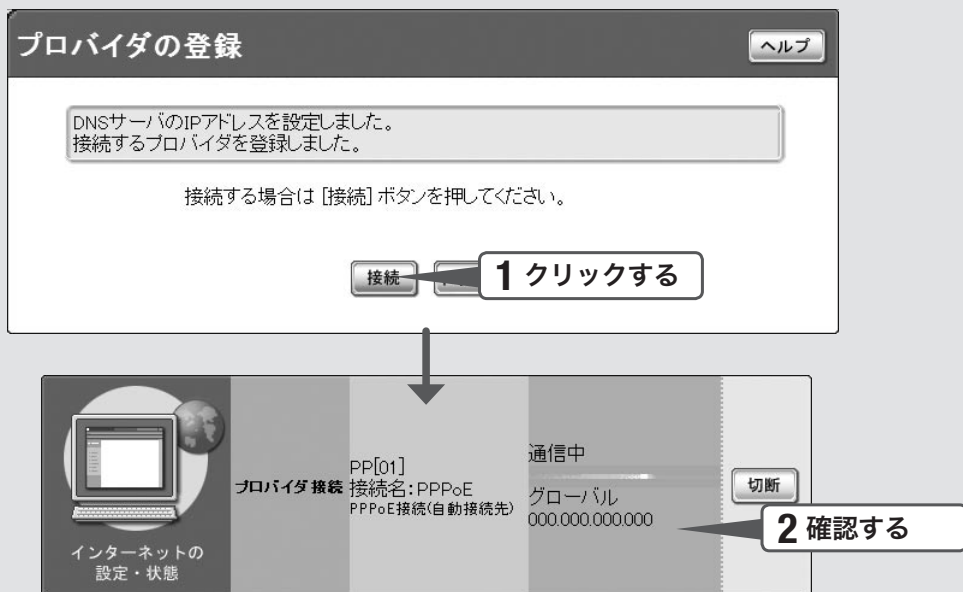 プロバイダの登録
ヘルプ
DNSサーバのIPアドレスを設定しました。
接続するプロバイダを登録しました。
接続する場合は [接続] ボタンを押してください。
接続
1 クリックする
プロバイダ接続
PP[01]
接続名:PPPoE
PPPoE接続(自動接続先)
通信中
グローバル
000.000.000.000
切断
2 確認する
インターネットの
設定・状態